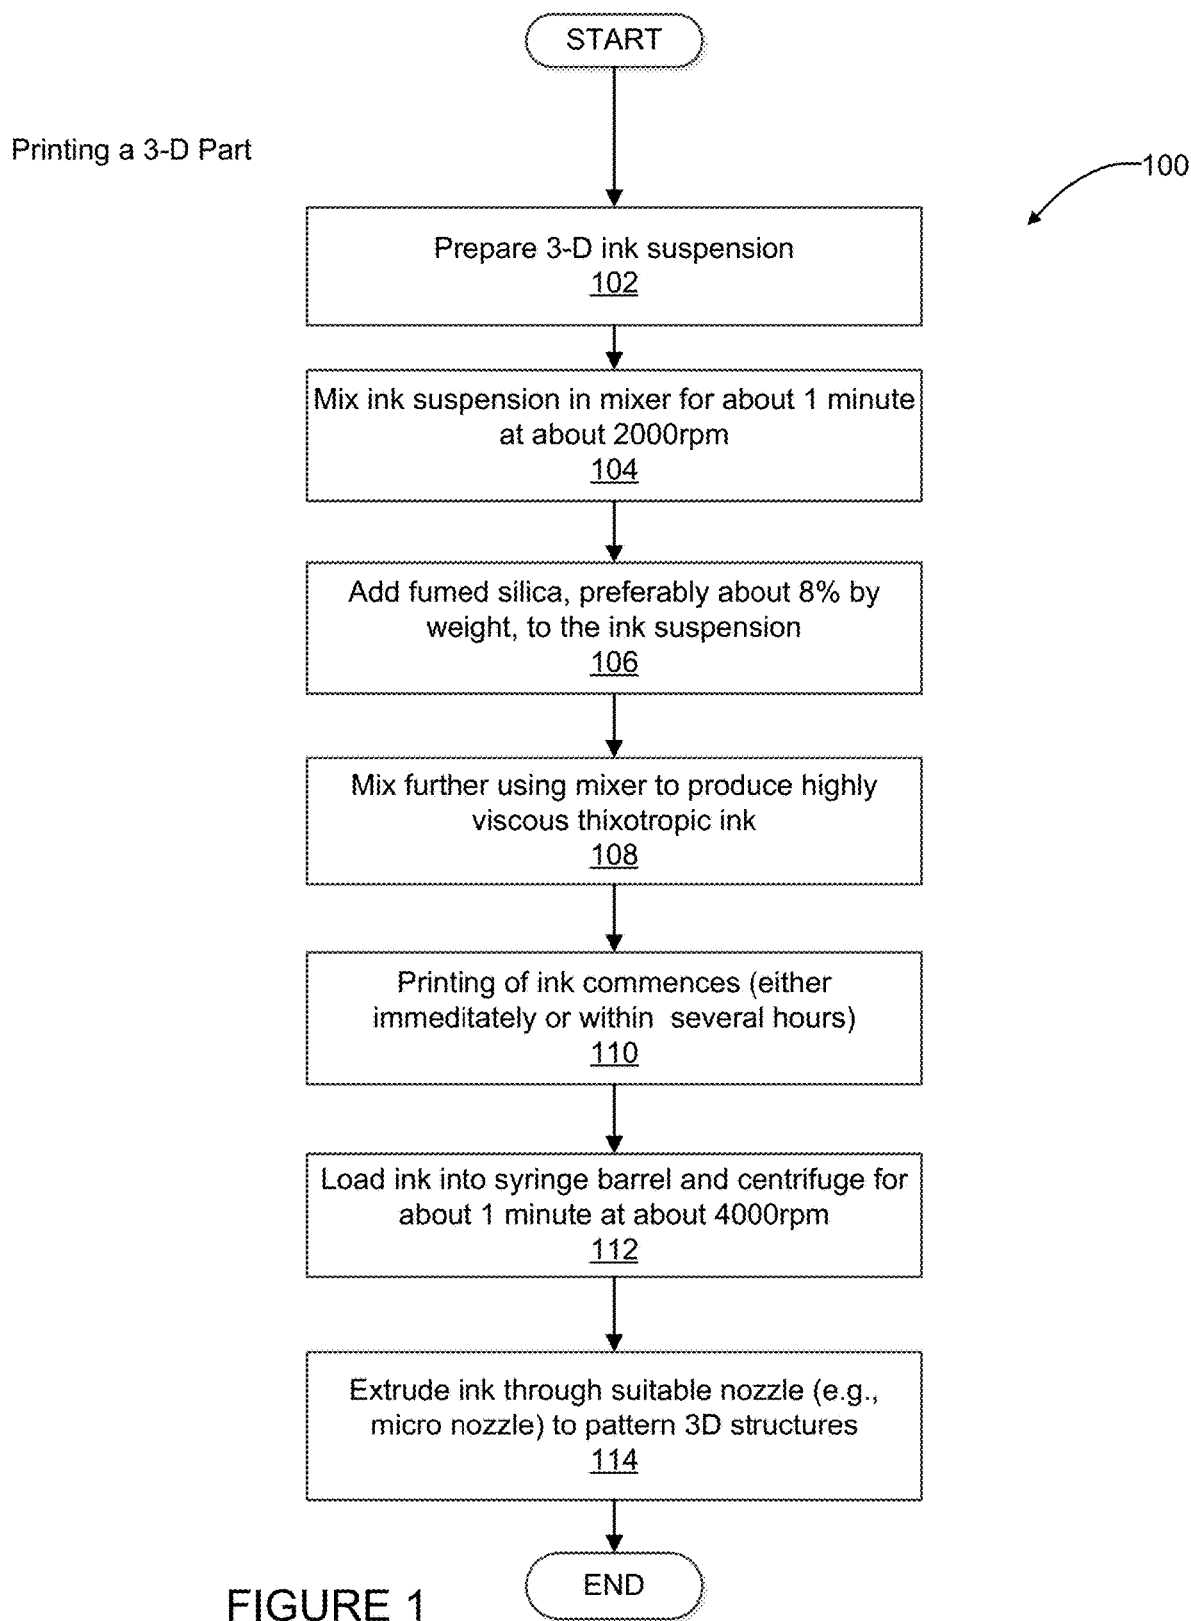 START
Printing a 3-D Part
100
Prepare 3-D ink suspension
102
Mix ink suspension in mixer for about 1 minute
at about 2000rpm
104
Add fumed silica, preferably about 8% by
weight, to the ink suspension
106
Mix further using mixer to produce highly
viscous thixotropic ink
108
Printing of ink commences (either
immeditately or within several hours)
110
Load ink into syringe barrel and centrifuge for
about 1 minute at about 4000rpm
112
Extrude ink through suitable nozzle (e.g.,
micro nozzle) to pattern 3D structures
114
END
FIGURE 1